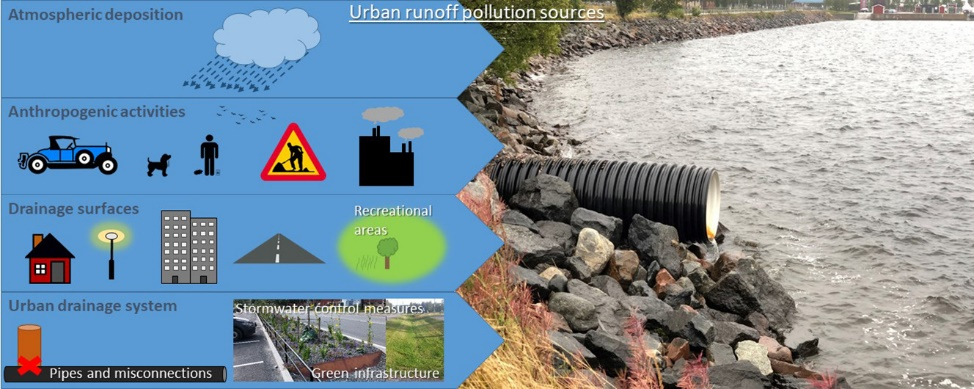 Urban runoff pollution sources
Atmospheric deposition
Anthropogenic activities
Drainage surfaces
Recreational
areas
Urban drainage system
Stormwater control measures
Green infrastructure
Pipes and misconnections